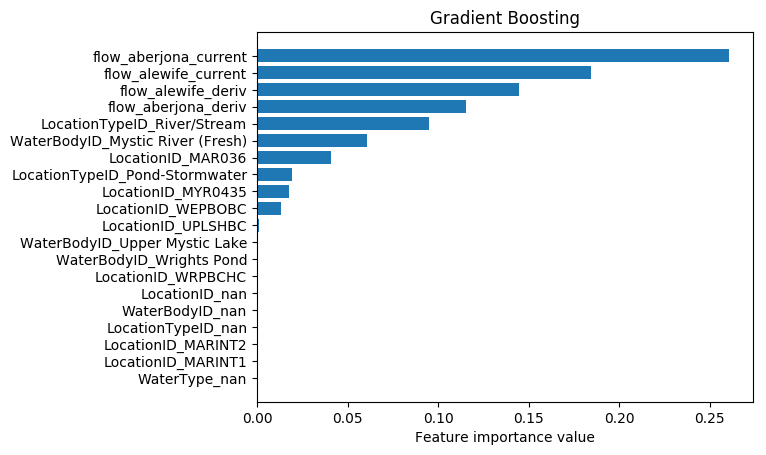 Gradient Boosting
flow_aberjona_current
flow_alewife_current
flow_alewife_deriv
flow_aberjona_deriv
LocationTypeID_River/Stream
WaterBodyID_Mystic River (Fresh)
LocationID_MAR036
LocationTypeID_Pond-Stormwater
LocationID_MYR0435
LocationID_WEPBOBC
LocationID_UPLSHBC
WaterBodyID_Upper Mystic Lake
WaterBodyID_Wrights Pond
LocationID_WRPBCHC
LocationID_nan
WaterBodyID_nan
LocationTypeID_nan
LocationID_MARINT2
LocationID_MARINT1
WaterType_nan
0.00 0.05 0.10 0.15 0.20 0.25
Feature importance value